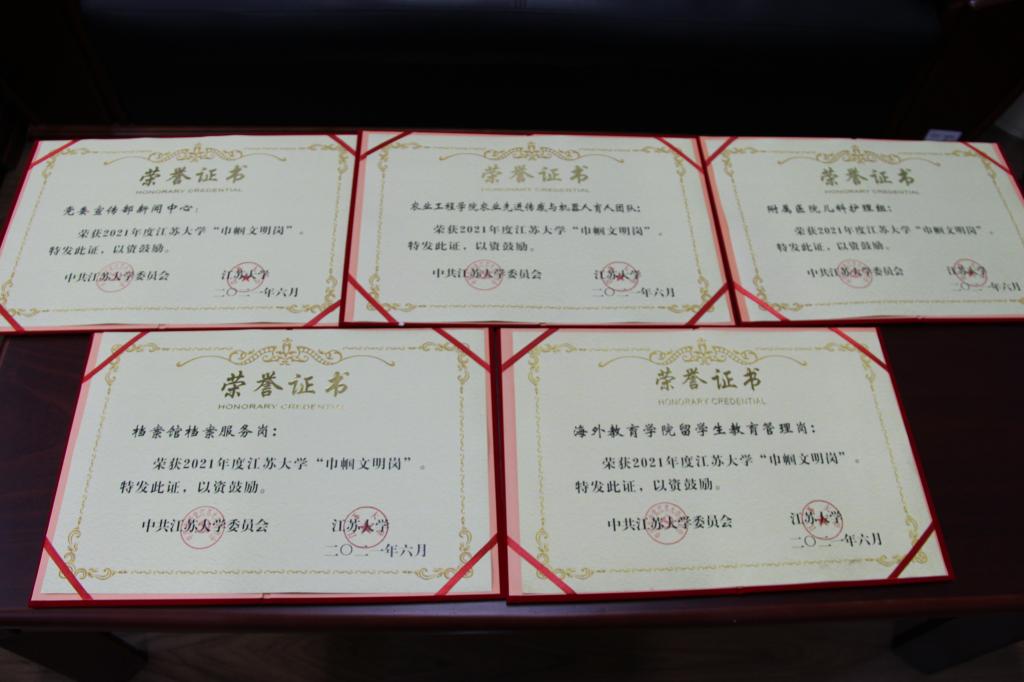 荣誉证书
HONORARY CREDENTIAL
党委宣传部新闻中心：
荣获2021年度江苏大学“巾帼文明岗”。
特发此证，以资鼓励。
中共江苏大学委员会 江苏大学
二〇二一年六月
荣誉证书
HONORARY CREDENTIAL
农业工程学院农业先进传感与机器人育人团队：
荣获2021年度江苏大学“巾帼文明岗”。
特发此证，以资鼓励。
中共江苏大学委员会 江苏大学
二〇二一年六月
荣誉证书
HONORARY CREDENTIAL
附属医院儿科护理组：
荣获2021年度江苏大学“巾帼文明岗”。
特发此证，以资鼓励。
中共江苏大学委员会 江苏大学
二〇二一年六月
荣誉证书
HONORARY CREDENTIAL
档案馆档案服务岗：
荣获2021年度江苏大学“巾帼文明岗”。
特发此证，以资鼓励。
中共江苏大学委员会 江苏大学
二〇二一年六月
荣誉证书
HONORARY CREDENTIAL
海外教育学院留学生教育管理岗：
荣获2021年度江苏大学“巾帼文明岗”。
特发此证，以资鼓励。
中共江苏大学委员会 江苏大学
二〇二一年六月